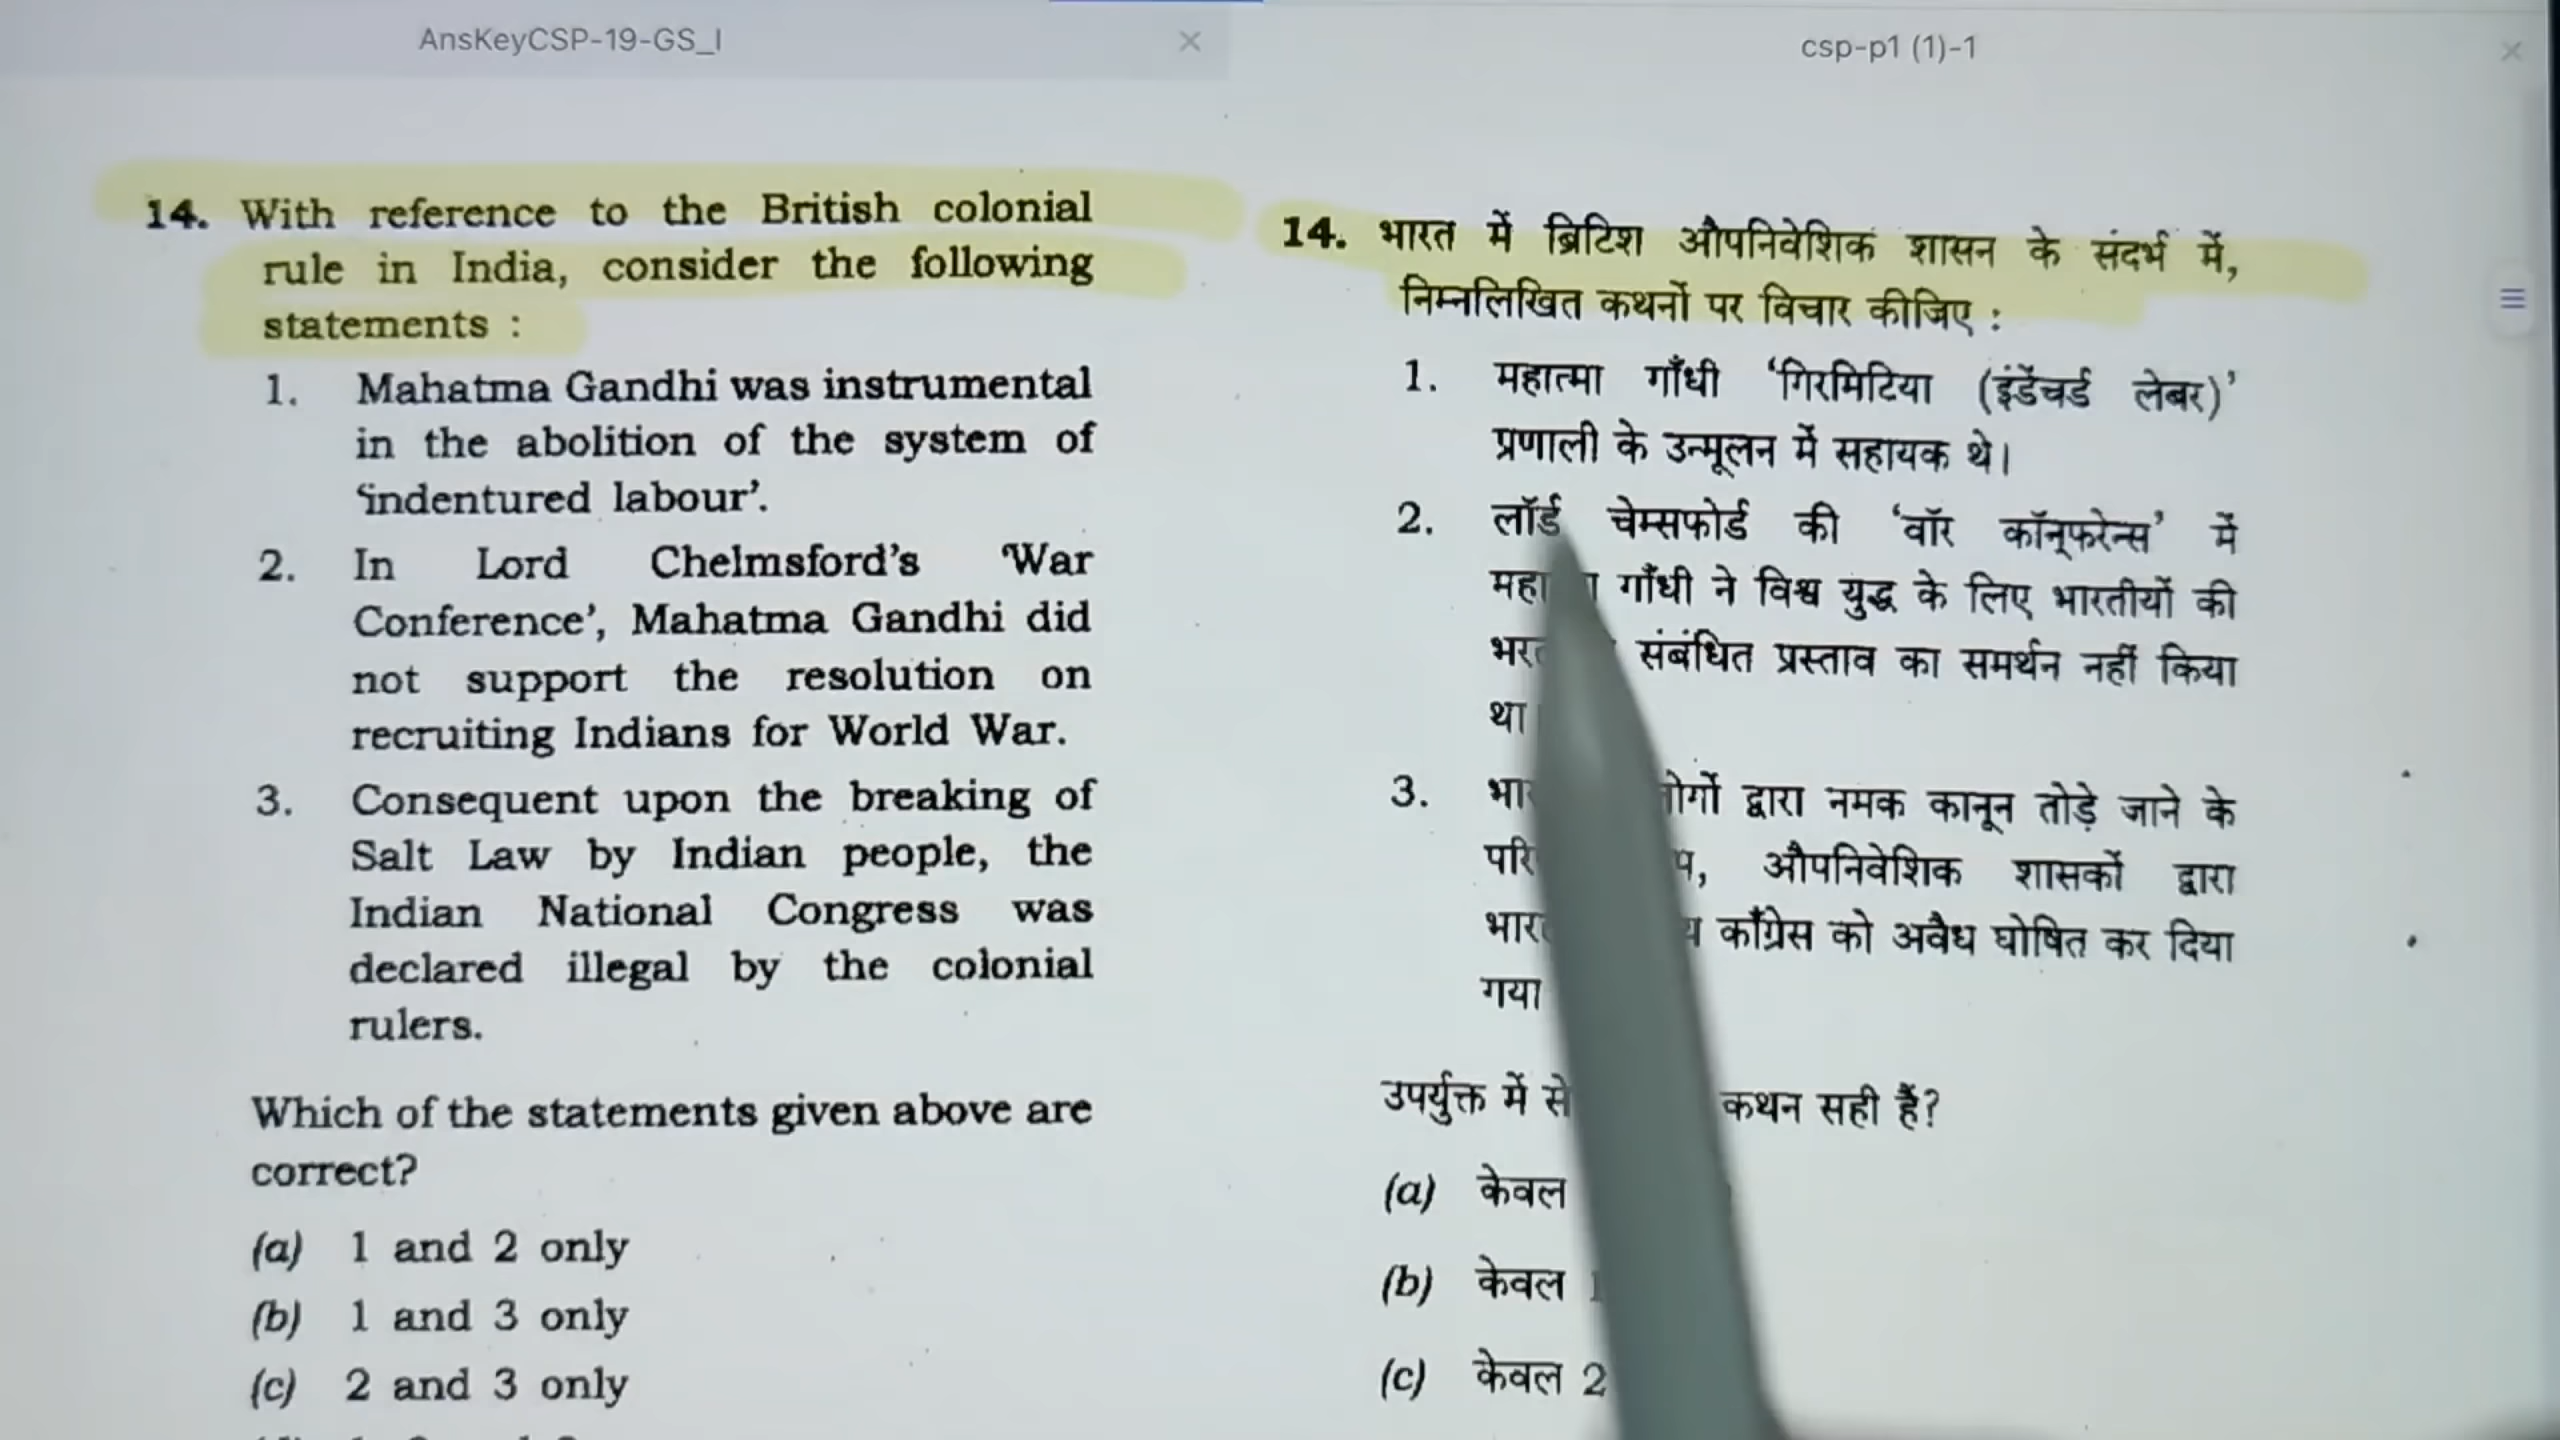 AnsKeyCSP-19-GS_I
csp-p1 (1)-1
14. With reference to the British colonial
rule in India, consider the following
statements :
1. Mahatma Gandhi was instrumental
in the abolition of the system of
‘indentured labour’.
2. In Lord Chelmsford’s ‘War
Conference’, Mahatma Gandhi did
not support the resolution on
recruiting Indians for World War.
3. Consequent upon the breaking of
Salt Law by Indian people, the
Indian National Congress was
declared illegal by the colonial
rulers.
Which of the statements given above are
correct?
(a) 1 and 2 only
(b) 1 and 3 only
(c) 2 and 3 only
14. भारत में ब्रिटिश औपनिवेशिक शासन के संदर्भ में,
निम्नलिखित कथनों पर विचार कीजिए :
1. महात्मा गाँधी ‘गिरमिटिया (इंडेंचर्ड लेबर)’
प्रणाली के उन्मूलन में सहायक थे।
2. लॉर्ड चेम्सफोर्ड की ‘वॉर कॉन्फरेन्स’ में
गाँधी ने विश्व युद्ध के लिए भारतीयों की
संबंधित प्रस्ताव का समर्थन नहीं किया
था
3. द्वारा नमक कानून तोड़े जाने के
औपनिवेशिक शासकों द्वारा
काँग्रेस को अवैध घोषित कर दिया
गया
उपर्युक्त में से कथन सही हैं?
(a) केवल
(b) केवल
(c) केवल 2